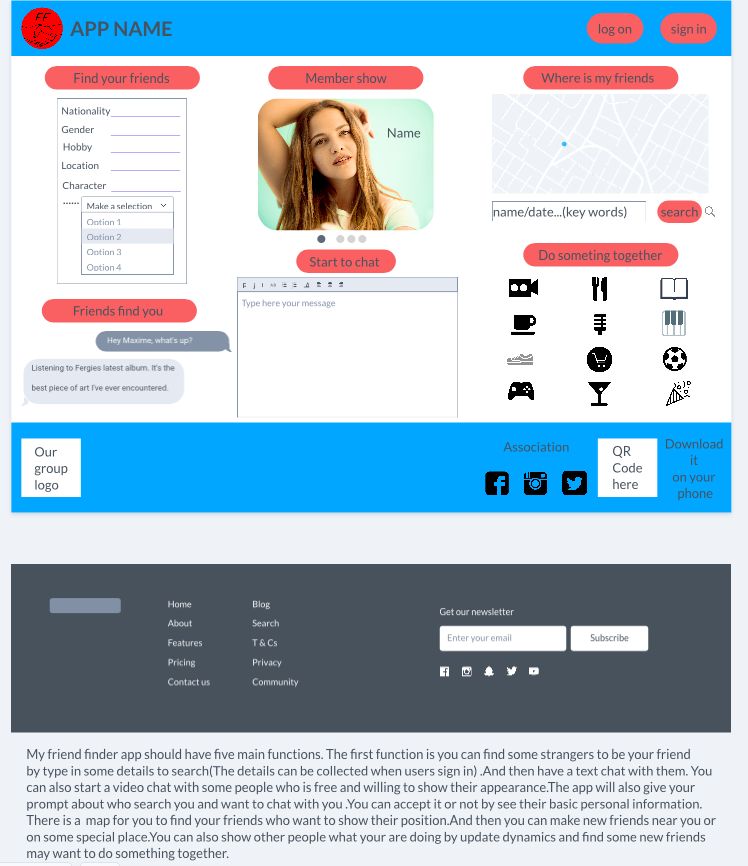 APP NAME
log on
sign in
Find your friends
Nationality
Gender
Hobby
Location
Character
......
Make a selection
Option 1
Option 2
Option 3
Option 4
Friends find you
Hey Maxime, what's up?
Listening to Fergies latest album. It's the
best piece of art I've ever encountered.
Member show
Name
Start to chat
Type here your message
Where is my friends
name/date...(key words)
search
Do someting together
Our
group
logo
Association
QR
Code
here
Download
it
on your
phone
Home
About
Features
Pricing
Contact us
Blog
Search
T & Cs
Privacy
Community
Get our newsletter
Enter your email
Subscribe
My friend finder app should have five main functions. The first function is you can find some strangers to be your friend
by type in some details to search(The details can be collected when users sign in) .And then have a text chat with them. You
can also start a video chat with some people who is free and willing to show their appearance.The app will also give your
prompt about who search you and want to chat with you .You can accept it or not by see their basic personal information.
There is a map for you to find your friends who want to show their position.And then you can make new friends near you or
on some special place.You can also show other people what your are doing by update dynamics and find some new friends
may want to do something together.